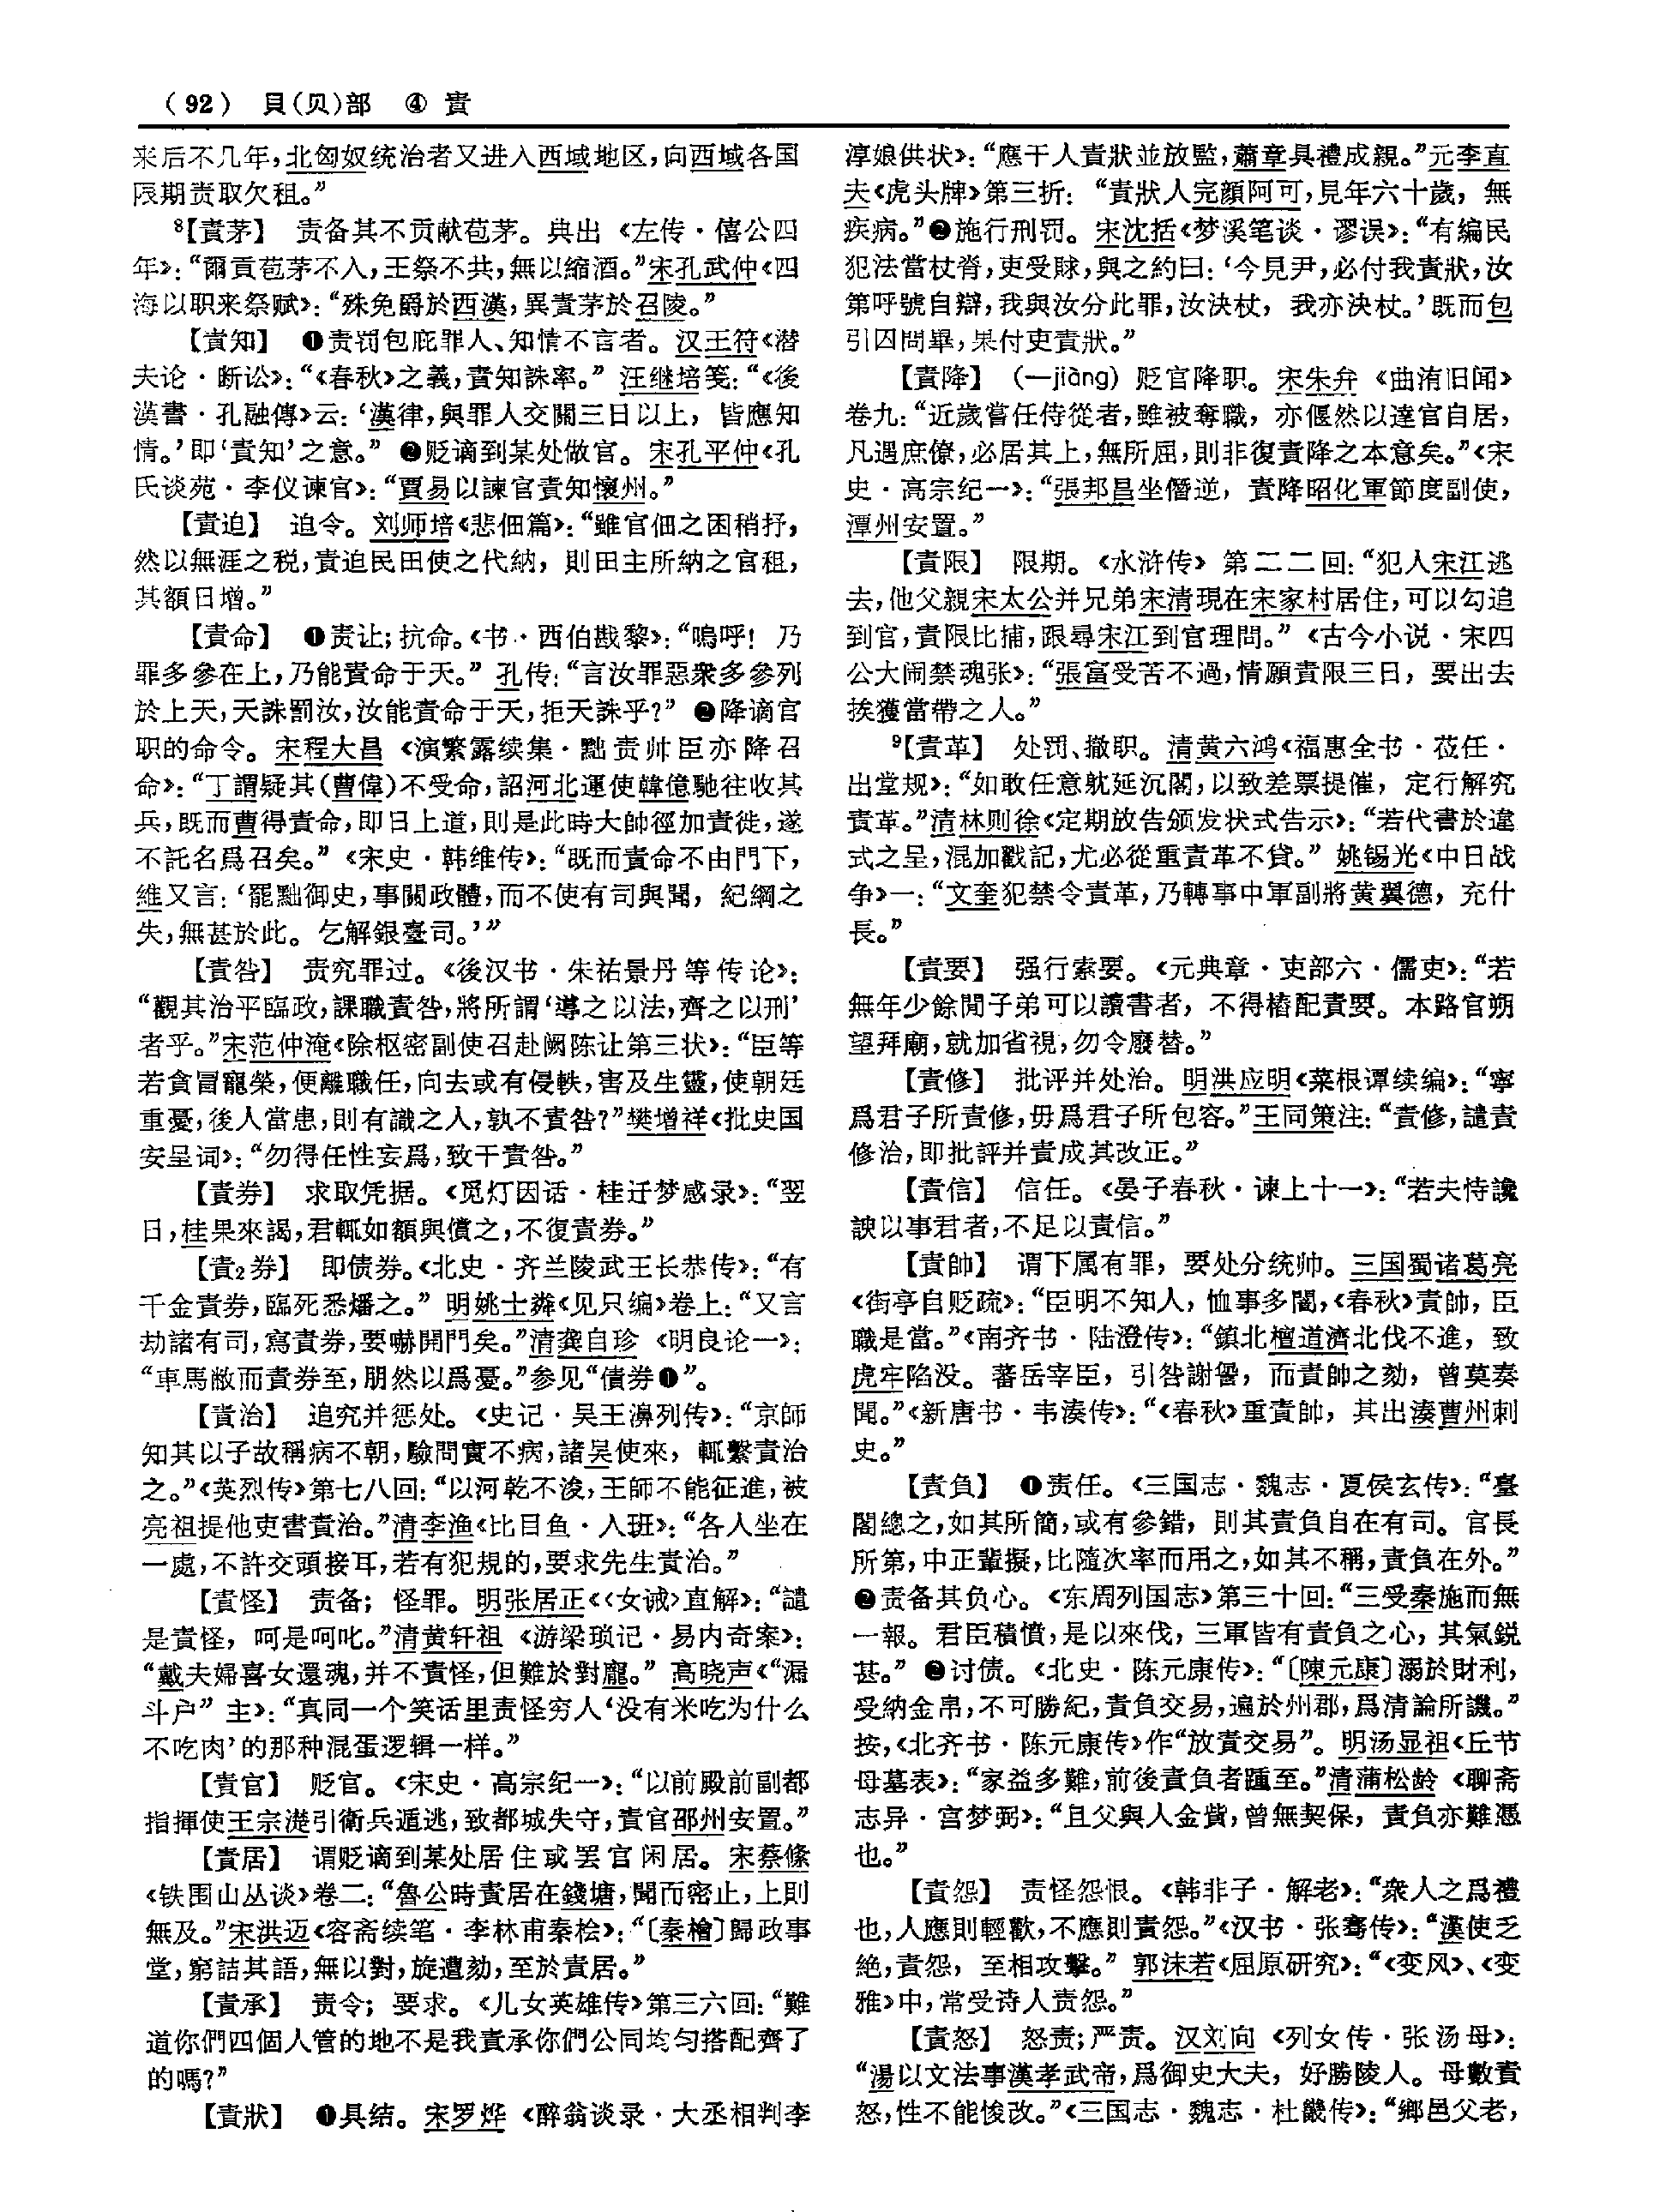 （92） 貝(贝)部 ④ 責
来后不几年，北匈奴统治者又进入西域地区，向西域各国
限期责取欠租。”
⁸【責茅】 责备其不贡献苞茅。典出《左传·僖公四
年》：“爾貢苞茅不入，王祭不共，無以縮酒。”宋孔武仲《四
海以职来祭赋》：“殊免爵於西漢，異責茅於召陵。”
【責知】 ❶责罚包庇罪人、知情不言者。汉王符《潜
夫论·断讼》：“《春秋》之義，責知誅率。” 汪继培笺：“《後
漢書·孔融傳》云：‘漢律，與罪人交關三日以上，皆應知
情。’即‘責知’之意。” ❷贬谪到某处做官。宋孔平仲《孔
氏谈苑·李仪谏官》：“賈易以諫官責知懷州。”
【責迫】 迫令。刘师培《悲佃篇》：“雖官佃之困稍抒，
然以無涯之税，責迫民田使之代納，則田主所納之官租，
其額日增。”
【責命】 ❶责让；抗命。《书·西伯戡黎》：“嗚呼！乃
罪多參在上，乃能責命于天。” 孔传：“言汝罪惡衆多參列
於上天，天誅罰汝，汝能責命于天，拒天誅乎？” ❷降谪官
职的命令。宋程大昌《演繁露续集·黜责帅臣亦降召
命》：“丁謂疑其(曹偉)不受命，詔河北運使韓億馳往收其
兵，既而曹得責命，即日上道，則是此時大帥徑加責徙，遂
不託名爲召矣。”《宋史·韩维传》：“既而責命不由門下，
維又言：‘罷黜御史，事關政體，而不使有司與聞，紀綱之
失，無甚於此。乞解銀臺司。’”
【責咎】 责究罪过。《後汉书·朱祐景丹等传论》：
“觀其治平臨政，課職責咎，將所謂‘導之以法，齊之以刑’
者乎。”宋范仲淹《除枢密副使召赴阙陈让第三状》：“臣等
若貪冒寵榮，便離職任，向去或有侵軼，害及生靈，使朝廷
重憂，後人當患，則有識之人，孰不責咎？”樊增祥《批史国
安呈词》：“勿得任性妄爲，致干責咎。”
【責券】 求取凭据。《觅灯因话·桂迁梦感录》：“翌
日，桂果來謁，君輒如額與償之，不復責券。”
【責₂券】 即债券。《北史·齐兰陵武王长恭传》：“有
千金責券，臨死悉燔之。” 明姚士粦《见只编》卷上：“又言
劫諸有司，寫責券，要嚇開門矣。”清龚自珍《明良论一》：
“車馬敝而責券至，朋然以爲憂。”参见“債券❶”。
【責治】 追究并惩处。《史记·吴王濞列传》：“京師
知其以子故稱病不朝，驗問實不病，諸吴使來，輒繫責治
之。”《英烈传》第七八回：“以河乾不浚，王師不能征進，被
亮祖提他吏書責治。”清李渔《比目鱼·入班》：“各人坐在
一處，不許交頭接耳，若有犯規的，要求先生責治。”
【責怪】 责备；怪罪。明张居正《〈女诫〉直解》：“譴
是責怪，呵是呵叱。”清黄轩祖《游梁琐记·易内奇案》：
“戴夫婦喜女還魂，并不責怪，但難於對龐。” 高晓声《“漏
斗户”主》：“真同一个笑话里责怪穷人‘没有米吃为什么
不吃肉’的那种混蛋逻辑一样。”
【責官】 贬官。《宋史·高宗纪一》：“以前殿前副都
指揮使王宗濋引衛兵遁逃，致都城失守，責官邵州安置。”
【責居】 谓贬谪到某处居住或罢官闲居。宋蔡絛
《铁围山丛谈》卷二：“魯公時責居在錢塘，聞而密止，上則
無及。”宋洪迈《容斋续笔·李林甫秦桧》：“〔秦檜〕歸政事
堂，窮詰其語，無以對，旋遭劾，至於責居。”
【責承】 责令；要求。《儿女英雄传》第三六回：“難
道你們四個人管的地不是我責承你們公同均匀搭配齊了
的嗎？”
【責狀】 ❶具结。宋罗烨《醉翁谈录·大丞相判李
淳娘供状》：“應干人責狀並放監，蕭章具禮成親。”元李直
夫《虎头牌》第三折：“責狀人完顔阿可，見年六十歲，無
疾病。”❷施行刑罚。宋沈括《梦溪笔谈·谬误》：“有编民
犯法當杖脊，吏受賕，與之約曰：‘今見尹，必付我責狀，汝
第呼號自辯，我與汝分此罪，汝決杖，我亦決杖。’既而包
引囚問畢，果付吏責狀。”
【責降】 （—jiàng）贬官降职。宋朱弁《曲洧旧闻》
卷九：“近歲嘗任侍從者，雖被奪職，亦偃然以達官自居，
凡遇庶僚，必居其上，無所屈，則非復責降之本意矣。”《宋
史·高宗纪一》：“張邦昌坐僭逆，責降昭化軍節度副使，
潭州安置。”
【責限】 限期。《水浒传》第二二回：“犯人宋江逃
去，他父親宋太公并兄弟宋清現在宋家村居住，可以勾追
到官，責限比捕，跟尋宋江到官理問。”《古今小说·宋四
公大闹禁魂张》：“張富受苦不過，情願責限三日，要出去
挨獲當帶之人。”
⁹【責革】 处罚、撤职。清黄六鸿《福惠全书·莅任·
出堂规》：“如敢任意躭延沉閣，以致差票提催，定行解究
責革。”清林则徐《定期放告颁发状式告示》：“若代書於違
式之呈，混加戳記，尤必從重責革不貸。” 姚锡光《中日战
争》一：“文奎犯禁令責革，乃轉事中軍副將黄翼德，充什
長。”
【責要】 强行索要。《元典章·吏部六·儒吏》：“若
無年少餘閒子弟可以讀書者，不得樁配責要。本路官朔
望拜廟，就加省視，勿令廢替。”
【責修】 批评并处治。明洪应明《菜根谭续编》：“寧
爲君子所責修，毋爲君子所包容。”王同策注：“責修，譴責
修治，即批評并責成其改正。”
【責信】 信任。《晏子春秋·谏上十一》：“若夫恃讒
諛以事君者，不足以責信。”
【責帥】 谓下属有罪，要处分统帅。三国蜀诸葛亮
《街亭自贬疏》：“臣明不知人，恤事多闇，《春秋》責帥，臣
職是當。”《南齐书·陆澄传》：“鎮北檀道濟北伐不進，致
虎牢陷没。蕃岳宰臣，引咎謝愆，而責帥之劾，曾莫奏
聞。”《新唐书·韦湊传》：“《春秋》重責帥，其出湊曹州刺
史。”
【責負】 ❶责任。《三国志·魏志·夏侯玄传》：“臺
閣總之，如其所簡，或有參錯，則其責負自在有司。官長
所第，中正輩擬，比隨次率而用之，如其不稱，責負在外。”
❷责备其负心。《东周列国志》第三十回：“三受秦施而無
一報。君臣積憤，是以來伐，三軍皆有責負之心，其氣鋭
甚。” ❷讨债。《北史·陈元康传》：“〔陳元康〕溺於財利，
受納金帛，不可勝紀，責負交易，遍於州郡，爲清論所譏。”
按，《北齐书·陈元康传》作“放責交易”。明汤显祖《丘节
母墓表》：“家益多難，前後責負者踵至。”清蒲松龄《聊斋
志异·宫梦弼》：“且父與人金貲，曾無契保，責負亦難憑
也。”
【責怨】 责怪怨恨。《韩非子·解老》：“衆人之爲禮
也，人應則輕歡，不應則責怨。”《汉书·张骞传》：“漢使乏
絶，責怨，至相攻擊。” 郭沫若《屈原研究》：“《变风》、《变
雅》中，常受诗人责怨。”
【責怒】 怒责；严责。汉刘向《列女传·张汤母》：
“湯以文法事漢孝武帝，爲御史大夫，好勝陵人。母數責
怒，性不能悛改。”《三国志·魏志·杜畿传》：“鄉邑父老，